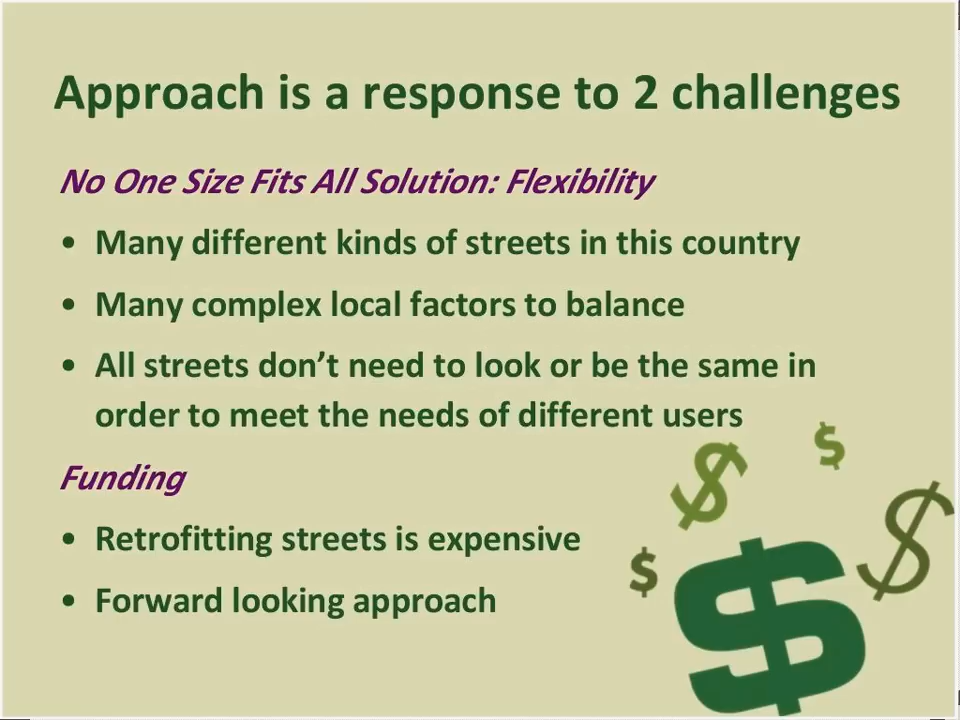 Approach is a response to 2 challenges
No One Size Fits All Solution: Flexibility
• Many different kinds of streets in this country
• Many complex local factors to balance
• All streets don’t need to look or be the same in
order to meet the needs of different users
Funding
• Retrofitting streets is expensive
• Forward looking approach
$
$
$
$
$